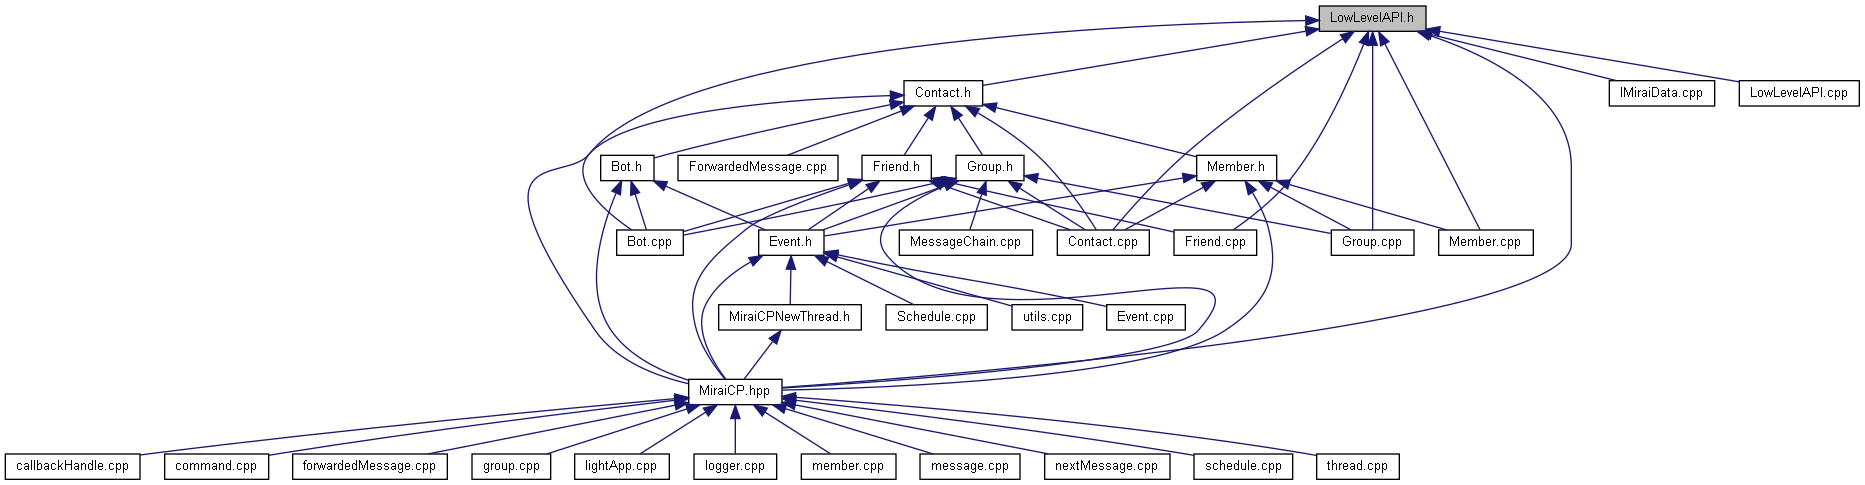 LowLevelAPI.h
Contact.h
IMiraiData.cpp
LowLevelAPI.cpp
Bot.h
ForwardedMessage.cpp
Friend.h
Group.h
Member.h
Bot.cpp
Event.h
MessageChain.cpp
Contact.cpp
Friend.cpp
Group.cpp
Member.cpp
MiraiCPNewThread.h
Schedule.cpp
utils.cpp
Event.cpp
MiraiCP.hpp
callbackHandle.cpp
command.cpp
forwardedMessage.cpp
group.cpp
lightApp.cpp
logger.cpp
member.cpp
message.cpp
nextMessage.cpp
schedule.cpp
thread.cpp